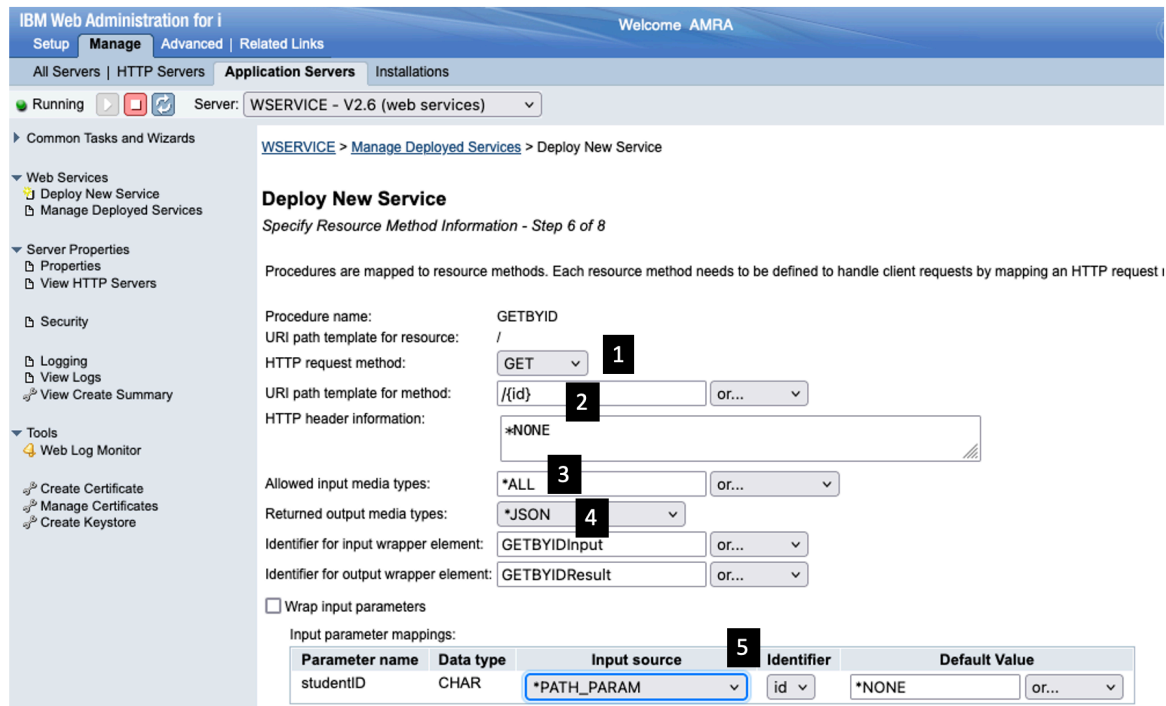 IBM Web Administration for i
Welcome AMRA
Setup Manage Advanced | Related Links
All Servers | HTTP Servers Application Servers Installations
Running Server: WSERVICE - V2.6 (web services)
Common Tasks and Wizards
WSERVICE > Manage Deployed Services > Deploy New Service
Web Services
Deploy New Service
Manage Deployed Services
Server Properties
Properties
View HTTP Servers
Security
Logging
View Logs
View Create Summary
Tools
Web Log Monitor
Create Certificate
Manage Certificates
Create Keystore
Deploy New Service
Specify Resource Method Information - Step 6 of 8
Procedures are mapped to resource methods. Each resource method needs to be defined to handle client requests by mapping an HTTP request
Procedure name: GETBYID
URI path template for resource: /
HTTP request method: GET 1
URI path template for method: /{id} 2 or...
HTTP header information: *NONE
Allowed input media types: *ALL 3 or...
Returned output media types: *JSON 4
Identifier for input wrapper element: GETBYIDInput or...
Identifier for output wrapper element: GETBYIDResult or...
Wrap input parameters
Input parameter mappings:
5
Parameter name Data type Input source Identifier Default Value
studentID CHAR *PATH_PARAM id *NONE or...